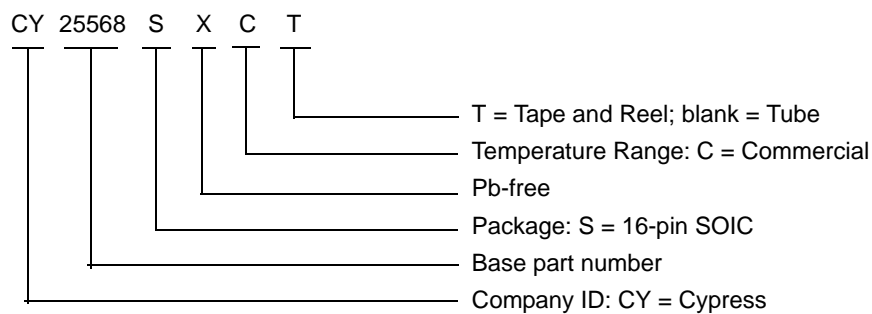 CY 25568 S X C T
T = Tape and Reel; blank = Tube
Temperature Range: C = Commercial
Pb-free
Package: S = 16-pin SOIC
Base part number
Company ID: CY = Cypress